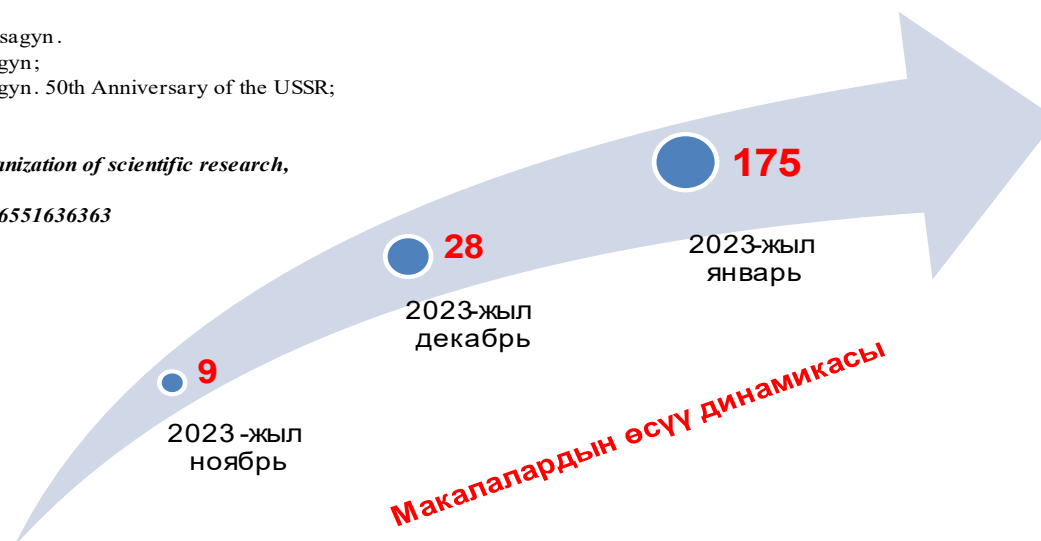 sagyn.
gyn;
gyn. 50th Anniversary of the USSR;
anization of scientific research,
6551636363
175
2023-жыл
январь
28
2023-жыл
декабрь
9
2023 -жыл
ноябрь
Макалалардын өсүү динамикасы